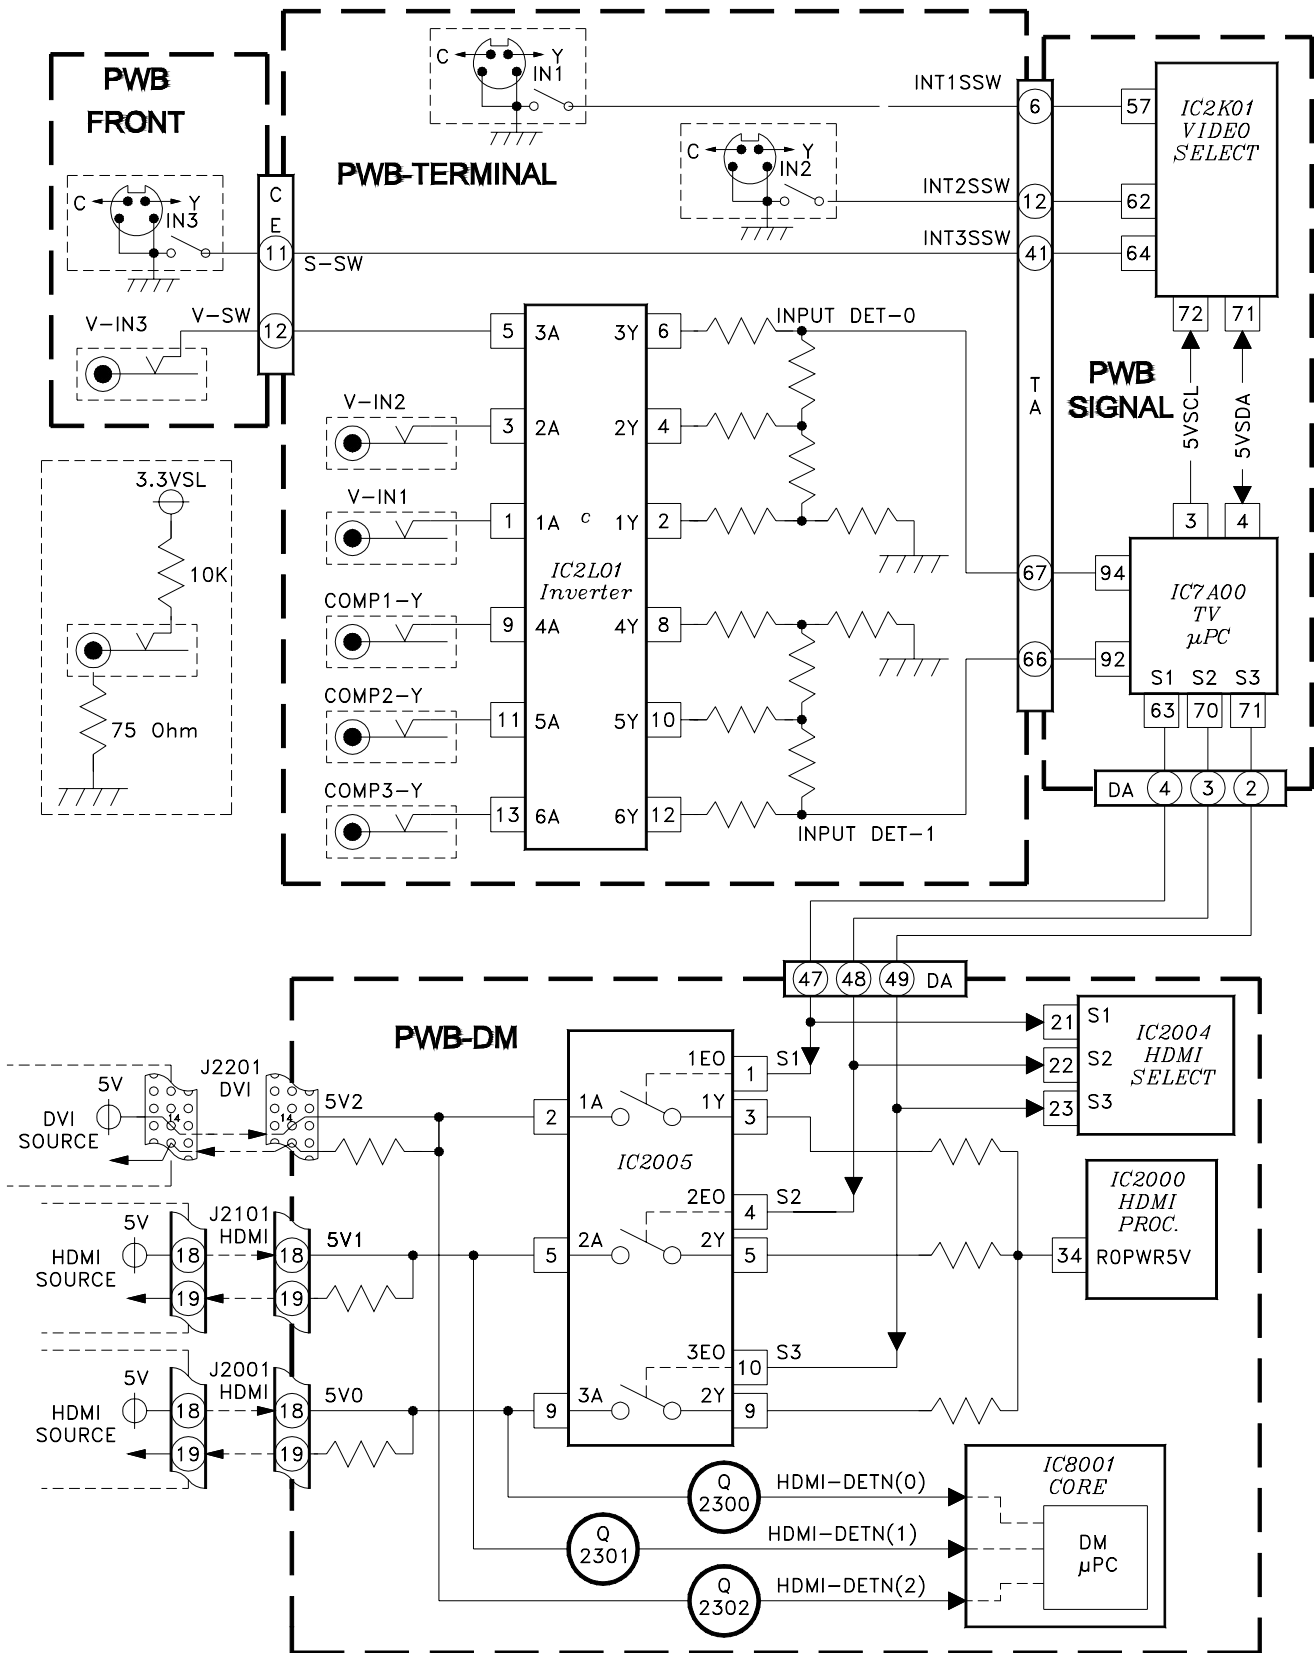 PWB
FRONT
C Y
IN3
V-IN3
V-SW
C
E
11
12
S-SW
C Y
IN1
INT1SSW
PWB-TERMINAL
C Y
IN2
INT2SSW
INT3SSW
6
12
41
T
A
67
66
57
62
64
IC2K01
VIDEO
SELECT
72 71
PWB
SIGNAL
5VSCL
5VSDA
3 4
94
92
IC7A00
TV
µPC
S1 S2 S3
63 70 71
DA 4 3 2
3.3VSL
10K
75 Ohm
V-IN2
V-IN1
COMP1-Y
COMP2-Y
COMP3-Y
5 3A 3Y 6
INPUT DET-0
3 2A 2Y 4
1 1A c 1Y 2
IC2L01
Inverter
9 4A 4Y 8
11 5A 5Y 10
13 6A 6Y 12
INPUT DET-1
47 48 49 DA
PWB-DM
J2201
DVI
5V
14
14
DVI
SOURCE
5V2
2 1A
1EO 1 S1
1Y 3
IC2005
2EO 4 S2
5 2A 2Y 5
3EO 10 S3
9 3A 2Y 9
21 S1
22 S2
23 S3
IC2004
HDMI
SELECT
IC2000
HDMI
PROC.
34 R0PWR5V
J2101
HDMI
5V
18 18 5V1
HDMI
SOURCE
19 19
J2001
HDMI
5V
18 18 5V0
HDMI
SOURCE
19 19
Q
2300
HDMI-DETN(0)
Q
2301
HDMI-DETN(1)
Q
2302
HDMI-DETN(2)
IC8001
CORE
DM
µPC